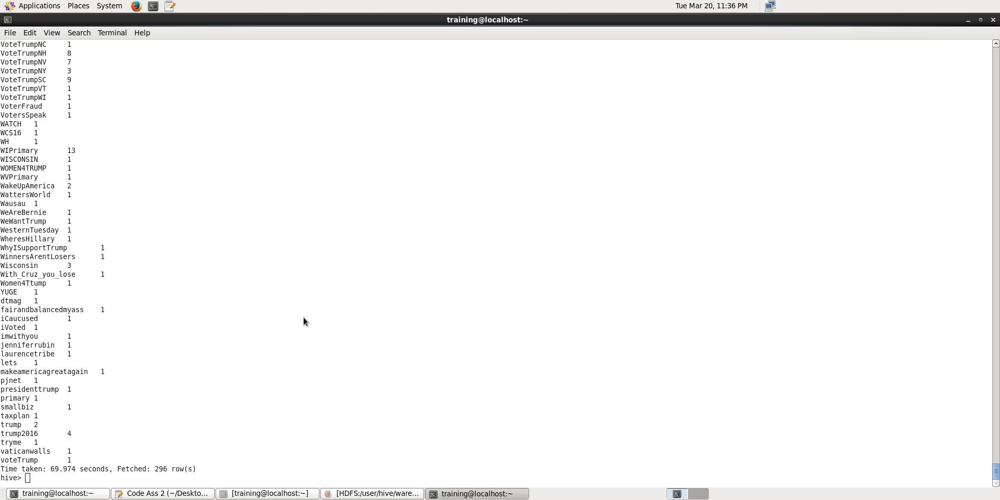 Applications Places System Tue Mar 20, 11:36 PM
training@localhost:~
File Edit View Search Terminal Help
VoteTrumpNC 1
VoteTrumpNH 8
VoteTrumpNV 7
VoteTrumpNY 3
VoteTrumpSC 9
VoteTrumpVT 1
VoteTrumpWI 1
VoterFraud 1
VotersSpeak 1
WATCH 1
WCS16 1
WH 1
WIPrimary 13
WISCONSIN 1
WOMEN4TRUMP 1
WVPrimary 1
WakeUpAmerica 2
WattersWorld 1
Wausau 1
WeAreBernie 1
WeWantTrump 1
WesternTuesday 1
WheresHillary 1
WhyISupportTrump 1
WinnersArentLosers 1
Wisconsin 3
With_Cruz_you_lose 1
Women4Ttump 1
YUGE 1
dtmag 1
fairandbalancedmyass 1
iCaucused 1
iVoted 1
imwithyou 1
jenniferrubin 1
laurencetribe 1
lets 1
makeamericagreatagain 1
pjnet 1
presidenttrump 1
primary 1
smallbiz 1
taxplan 1
trump 2
trump2016 4
tryme 1
vaticanwalls 1
voteTrump 1
Time taken: 69.974 seconds, Fetched: 296 row(s)
hive>
training@localhost:~ Code Ass 2 (~/Deskto... [training@localhost:~] [HDFS:/user/hive/ware... training@localhost:~